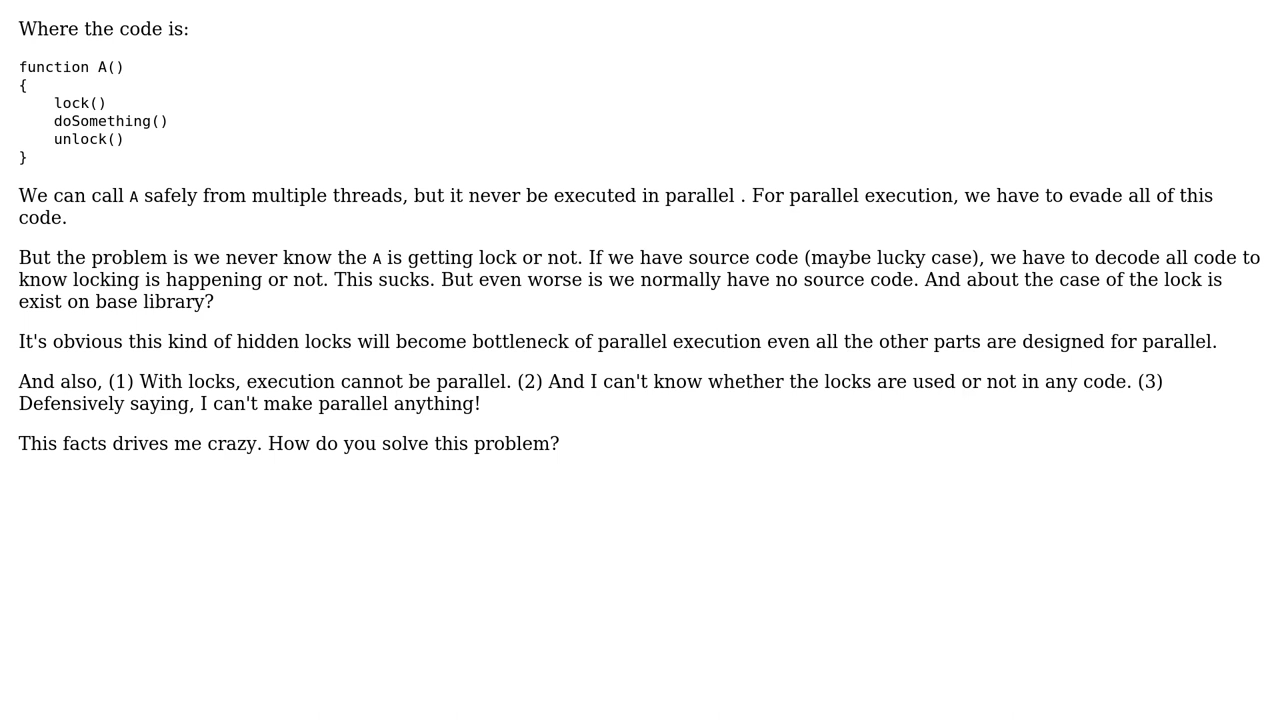 Where the code is:
function A()
{
    lock()
    doSomething()
    unlock()
}
We can call A safely from multiple threads, but it never be executed in parallel . For parallel execution, we have to evade all of this
code.
But the problem is we never know the A is getting lock or not. If we have source code (maybe lucky case), we have to decode all code to
know locking is happening or not. This sucks. But even worse is we normally have no source code. And about the case of the lock is
exist on base library?
It's obvious this kind of hidden locks will become bottleneck of parallel execution even all the other parts are designed for parallel.
And also, (1) With locks, execution cannot be parallel. (2) And I can't know whether the locks are used or not in any code. (3)
Defensively saying, I can't make parallel anything!
This facts drives me crazy. How do you solve this problem?